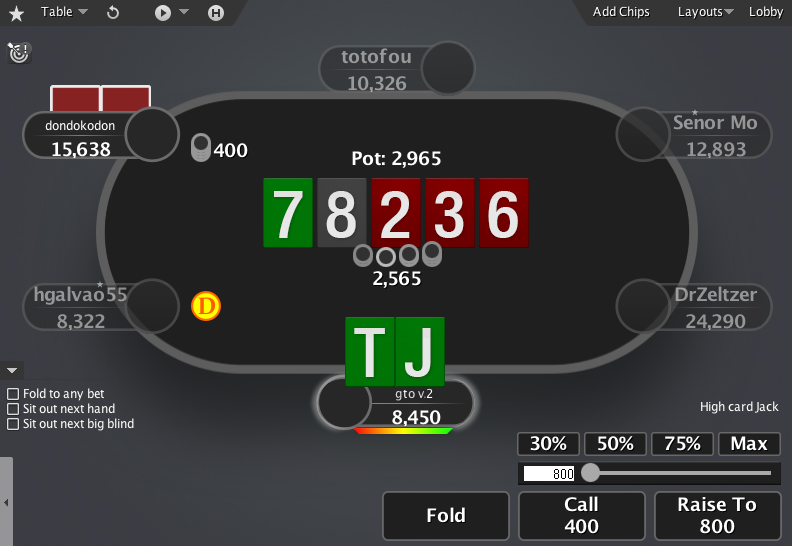 Table
H
Add Chips
Layouts
Lobby
totofou
10,326
dondokodon
15,638
400
Senor Mo
12,893
Pot: 2,965
7 8 2 3 6
2,565
hgalvao55
8,322
D
DrZeltzer
24,290
T J
gto v.2
8,450
Fold to any bet
Sit out next hand
Sit out next big blind
High card Jack
30% 50% 75% Max
800
Fold
Call
400
Raise To
800